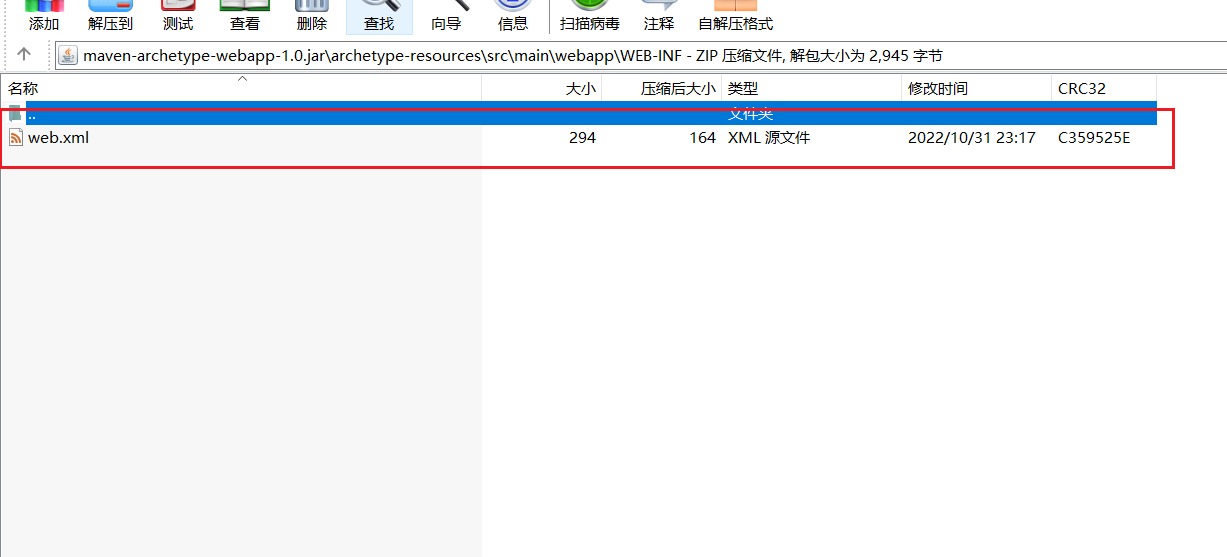 添加 解压到 测试 查看 删除 查找 向导 信息 扫描病毒 注释 自解压格式
maven-archetype-webapp-1.0.jar\archetype-resources\src\main\webapp\WEB-INF - ZIP 压缩文件, 解包大小为 2,945 字节
名称 大小 压缩后大小 类型 修改时间 CRC32
.. 文件夹
web.xml 294 164 XML 源文件 2022/10/31 23:17 C359525E